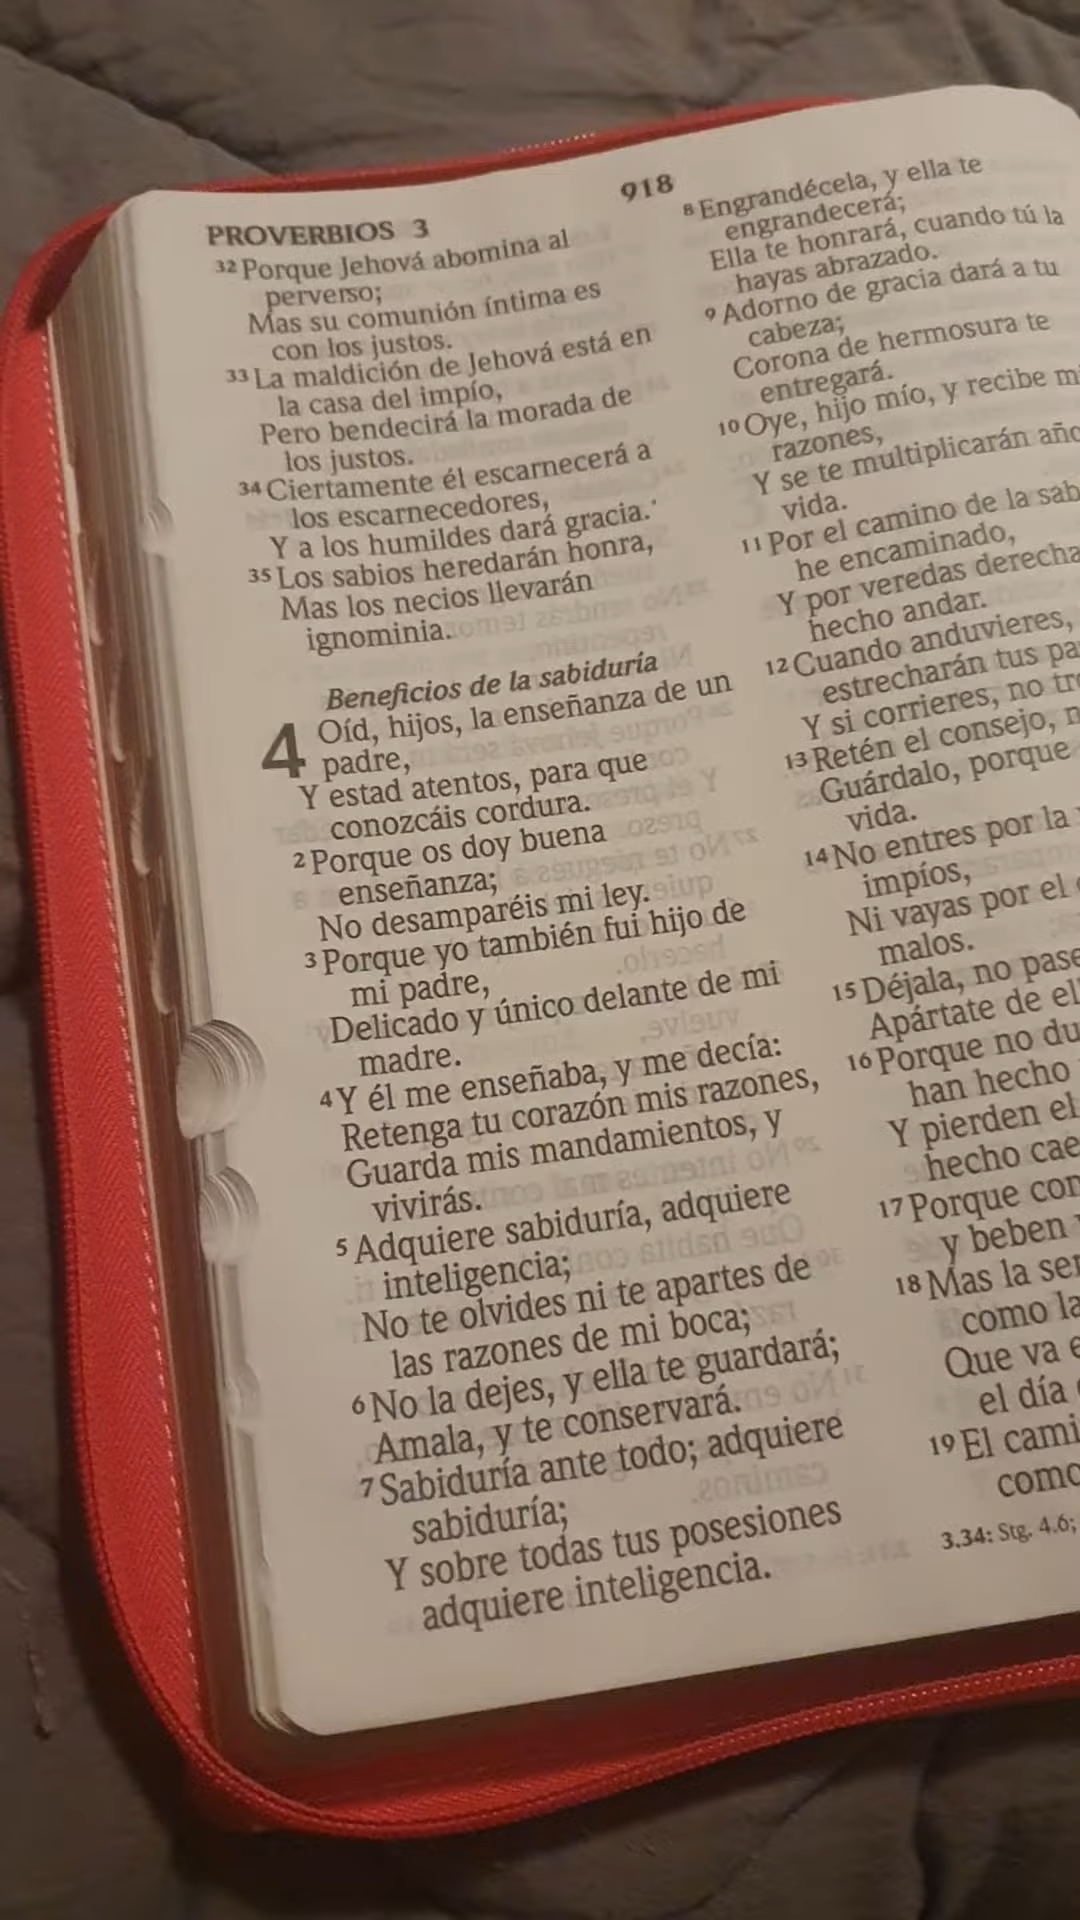 PROVERBIOS 3
918
32 Porque Jehová abomina al
perverso;
Mas su comunión íntima es
con los justos.
33 La maldición de Jehová está en
la casa del impío,
Pero bendecirá la morada de
los justos.
34 Ciertamente él escarnecerá a
los escarnecedores,
Y a los humildes dará gracia.
35 Los sabios heredarán honra,
Mas los necios llevarán
ignominia.
Beneficios de la sabiduría
4 Oíd, hijos, la enseñanza de un
padre,
Y estad atentos, para que
conozcáis cordura.
2 Porque os doy buena
enseñanza;
No desamparéis mi ley.
3 Porque yo también fui hijo de
mi padre,
Delicado y único delante de mi
madre.
4 Y él me enseñaba, y me decía:
Retenga tu corazón mis razones,
Guarda mis mandamientos, y
vivirás.
5 Adquiere sabiduría, adquiere
inteligencia;
No te olvides ni te apartes de
las razones de mi boca;
6 No la dejes, y ella te guardará;
Amala, y te conservará.
7 Sabiduría ante todo; adquiere
sabiduría;
Y sobre todas tus posesiones
adquiere inteligencia.
8 Engrandécela, y ella te
engrandecerá;
Ella te honrará, cuando tú la
hayas abrazado.
9 Adorno de gracia dará a tu
cabeza;
Corona de hermosura te
entregará.
10 Oye, hijo mío, y recibe
razones,
Y se te multiplicarán
vida.
11 Por el camino de la
he encaminado,
Y por veredas
hecho andar.
12 Cuando anduvieres,
estrecharán tus
Y si corrieres, no
13 Retén el consejo,
Guárdalo, porque
vida.
14 No entres por la
impíos,
Ni vayas por el
malos.
15 Déjala, no
Apártate de
16 Porque no
han hecho
Y pierden el
hecho
17 Porque
y beben
18 Mas la
como la
Que va
el día
19 El
3.34: Stg. 4.6;